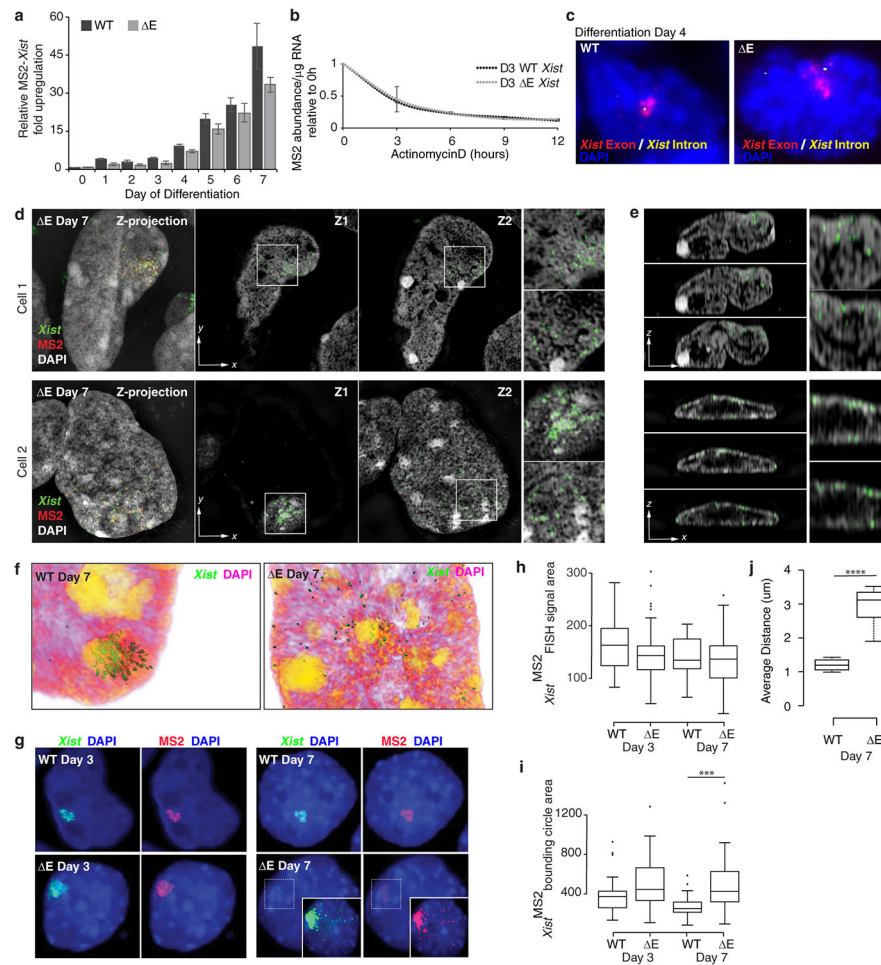 a
WT ΔE
Relative MS2-Xist
fold upregulation
60
45
30
15
0
0 1 2 3 4 5 6 7
Day of Differentiation
b
MS2 abundance/µg RNA
relative to 0h
1
0.5
0
D3 WT Xist
D3 ΔE Xist
0 3 6 9 12
ActinomycinD (hours)
c
Differentiation Day 4
WT
ΔE
Xist Exon / Xist Intron
DAPI
Xist Exon / Xist Intron
DAPI
d
ΔE Day 7 Z-projection
Z1
Z2
Cell 1
Xist
MS2
DAPI
y
x
ΔE Day 7 Z-projection
Z1
Z2
Cell 2
Xist
MS2
DAPI
y
x
e
z
x
z
x
f
WT Day 7
Xist DAPI
ΔE Day 7
Xist DAPI
g
Xist DAPI
MS2 DAPI
Xist DAPI
MS2 DAPI
WT Day 3
WT Day 7
ΔE Day 3
ΔE Day 7
h
Xist MS2 FISH signal area
300
200
150
100
WT ΔE WT ΔE
Day 3 Day 7
i
Xist MS2 bounding circle area
1200
800
400
***
WT ΔE WT ΔE
Day 3 Day 7
j
Average Distance (um)
4
3
2
1
0
****
WT ΔE
Day 7